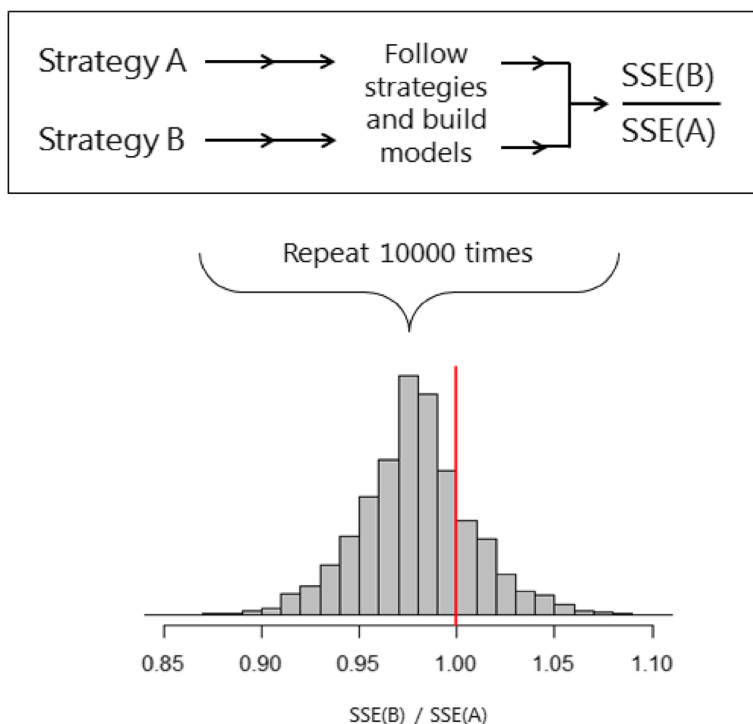 Strategy A
Strategy B
Follow
strategies
and build
models
SSE(B)
SSE(A)
Repeat 10000 times
0.85 0.90 0.95 1.00 1.05 1.10
SSE(B) / SSE(A)